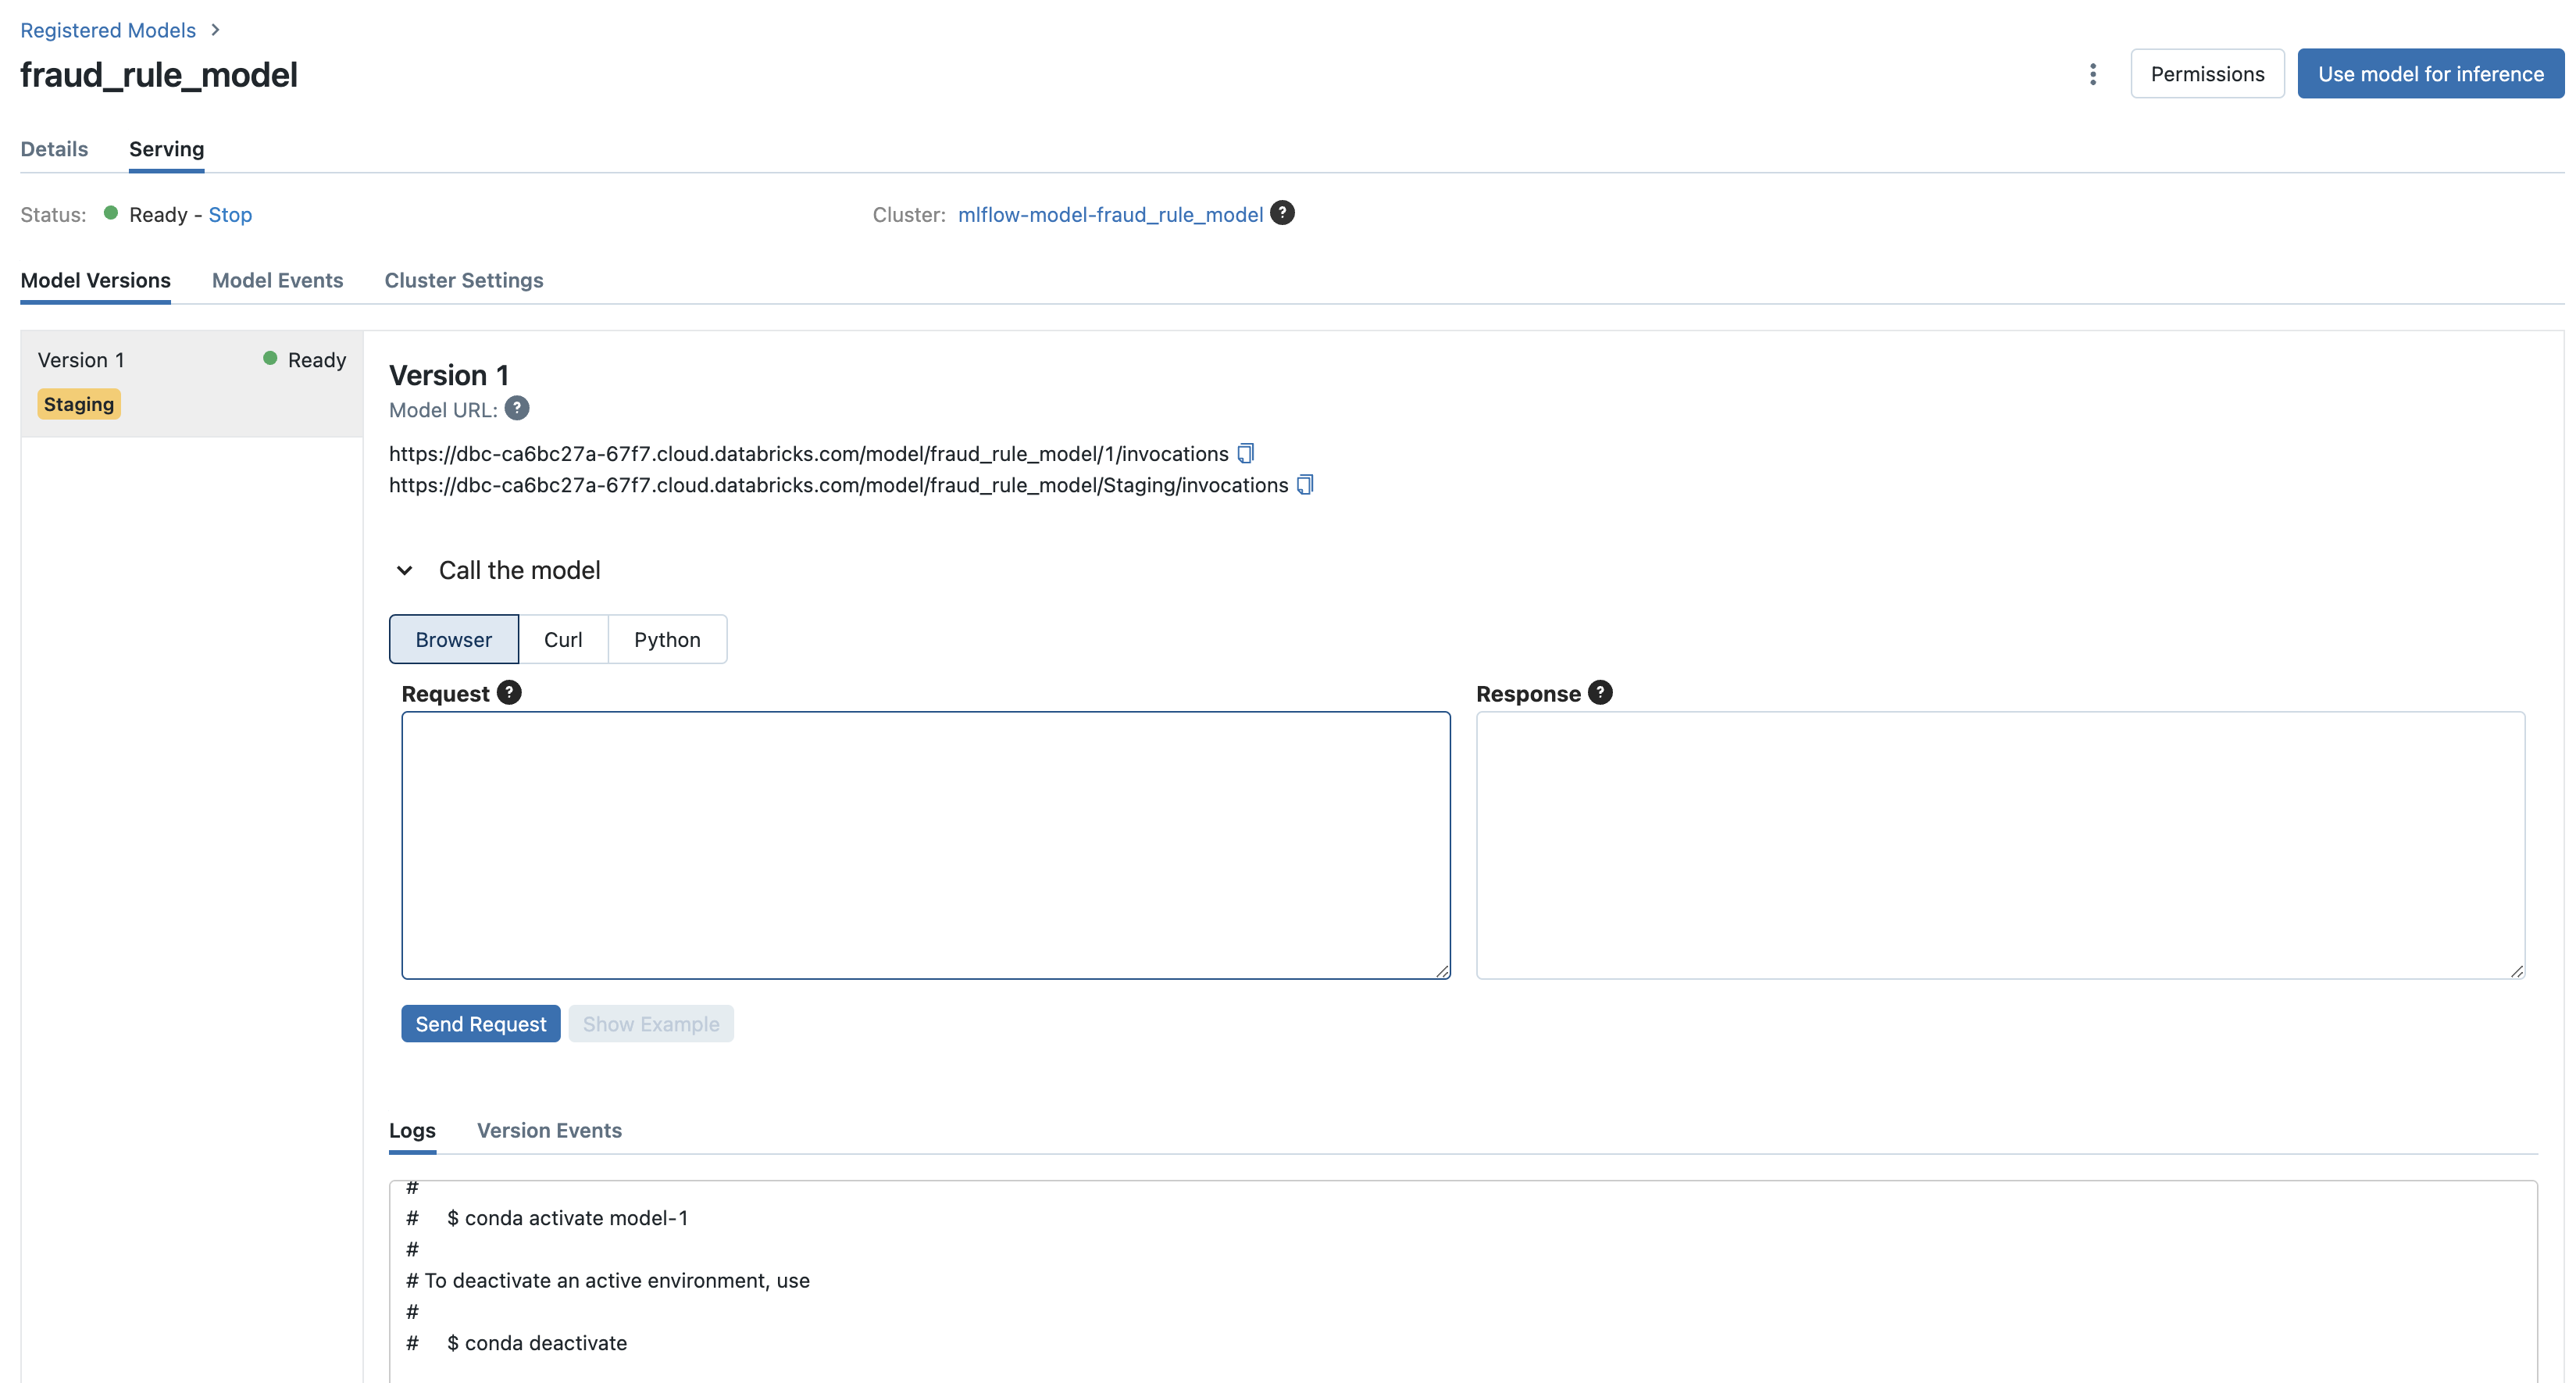 Registered Models >
fraud_rule_model
Permissions
Use model for inference
Details
Serving
Status: Ready - Stop
Cluster: mlflow-model-fraud_rule_model ?
Model Versions
Model Events
Cluster Settings
Version 1
Ready
Staging
Version 1
Model URL: ?
https://dbc-ca6bc27a-67f7.cloud.databricks.com/model/fraud_rule_model/1/invocations
https://dbc-ca6bc27a-67f7.cloud.databricks.com/model/fraud_rule_model/Staging/invocations
Call the model
Browser
Curl
Python
Request ?
Response ?
Send Request
Show Example
Logs
Version Events
#
# $ conda activate model-1
#
# To deactivate an active environment, use
#
# $ conda deactivate